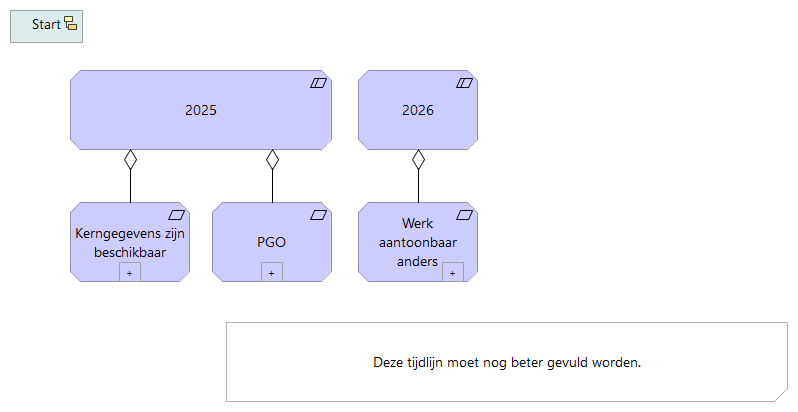 Start
2025
2026
Kerngegevens zijn
beschikbaar
+
PGO
+
Werk
aantoonbaar
anders
+
Deze tijdlijn moet nog beter gevuld worden.